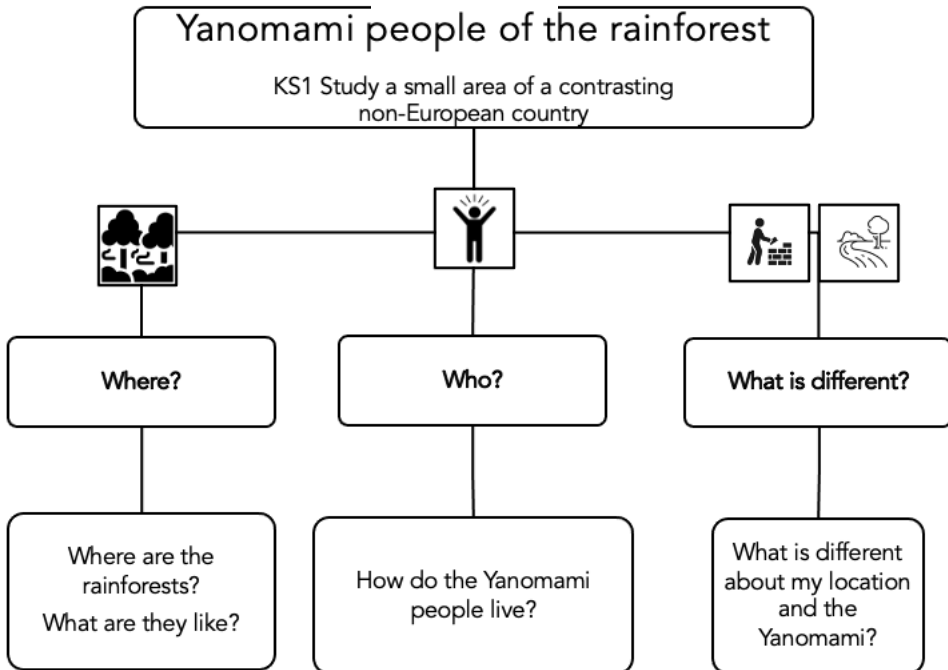 Yanomami people of the rainforest
KS1 Study a small area of a contrasting
non-European country
Where?
Who?
What is different?
Where are the
rainforests?
What are they like?
How do the Yanomami
people live?
What is different
about my location
and the
Yanomami?